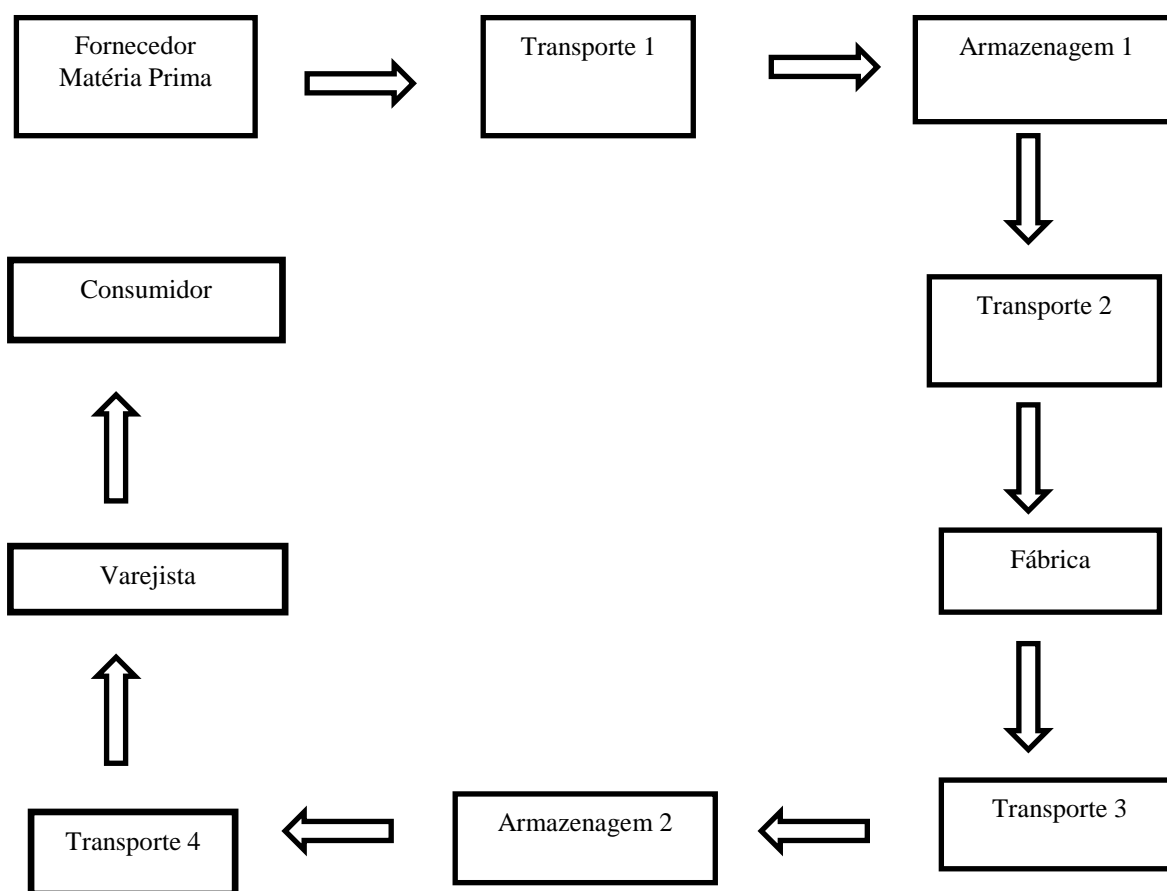 Fornecedor
Matéria Prima
Transporte 1
Armazenagem 1
Transporte 2
Fábrica
Transporte 3
Armazenagem 2
Transporte 4
Varejista
Consumidor